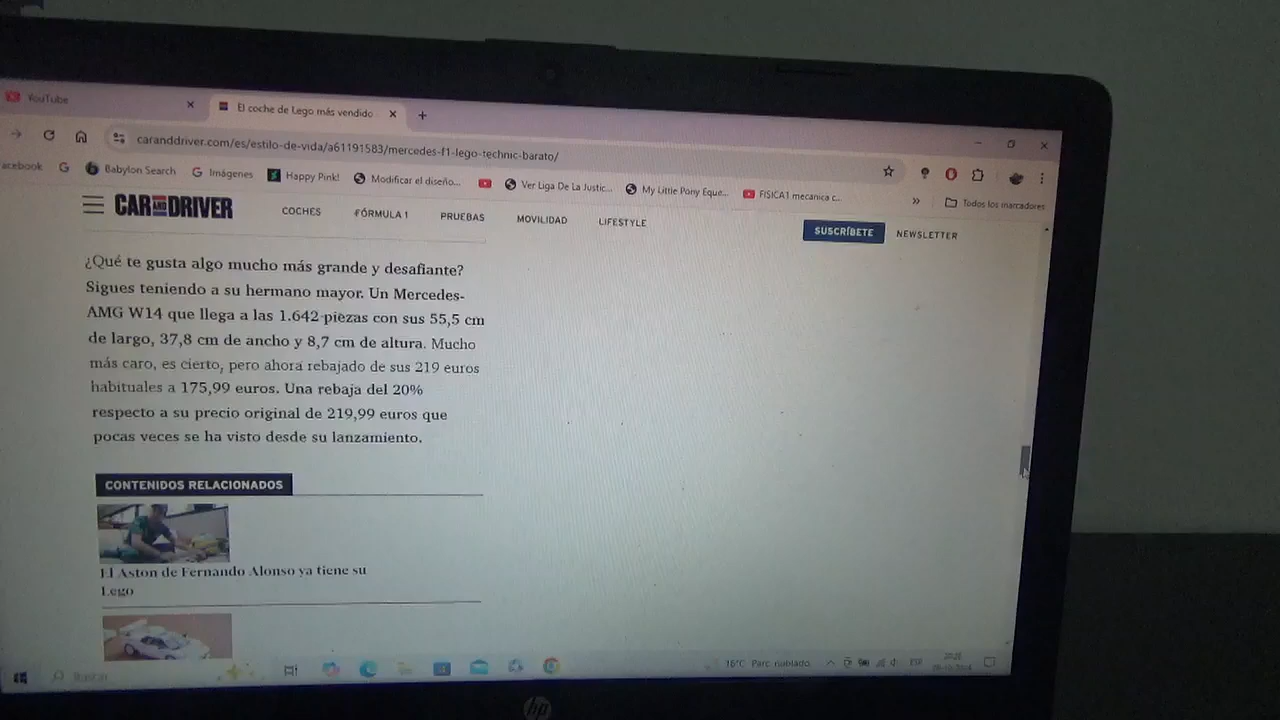 YouTube
El coche de Lego más vendido
caranddriver.com/es/estilo-de-vida/a61191583/mercedes-f1-lego-technic-barato/
acebook
Babylon Search
Imágenes
Happy Pink!
Modificar el diseño...
Ver Liga De La Justic...
My Little Pony Eque...
FISICA1 mecanica c...
»
Todos los marcadores
CAR AND DRIVER
COCHES
FÓRMULA 1
PRUEBAS
MOVILIDAD
LIFESTYLE
SUSCRÍBETE
NEWSLETTER
¿Qué te gusta algo mucho más grande y desafiante?
Sigues teniendo a su hermano mayor. Un Mercedes-
AMG W14 que llega a las 1.642 piezas con sus 55,5 cm
de largo, 37,8 cm de ancho y 8,7 cm de altura. Mucho
más caro, es cierto, pero ahora rebajado de sus 219 euros
habituales a 175,99 euros. Una rebaja del 20%
respecto a su precio original de 219,99 euros que
pocas veces se ha visto desde su lanzamiento.
CONTENIDOS RELACIONADOS
El Aston de Fernando Alonso ya tiene su
Lego
Buscar
16°C Parc. nublado
ESP
hp